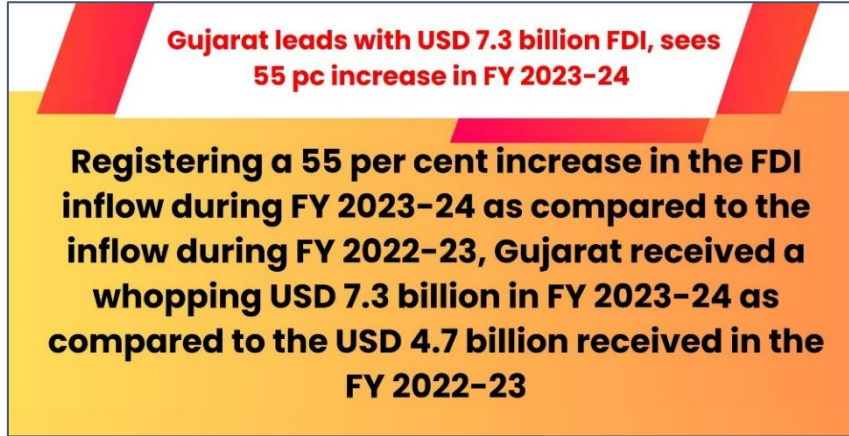 Gujarat leads with USD 7.3 billion FDI, sees
55 pc increase in FY 2023-24
Registering a 55 per cent increase in the FDI
inflow during FY 2023-24 as compared to the
inflow during FY 2022-23, Gujarat received a
whopping USD 7.3 billion in FY 2023-24 as
compared to the USD 4.7 billion received in the
FY 2022-23